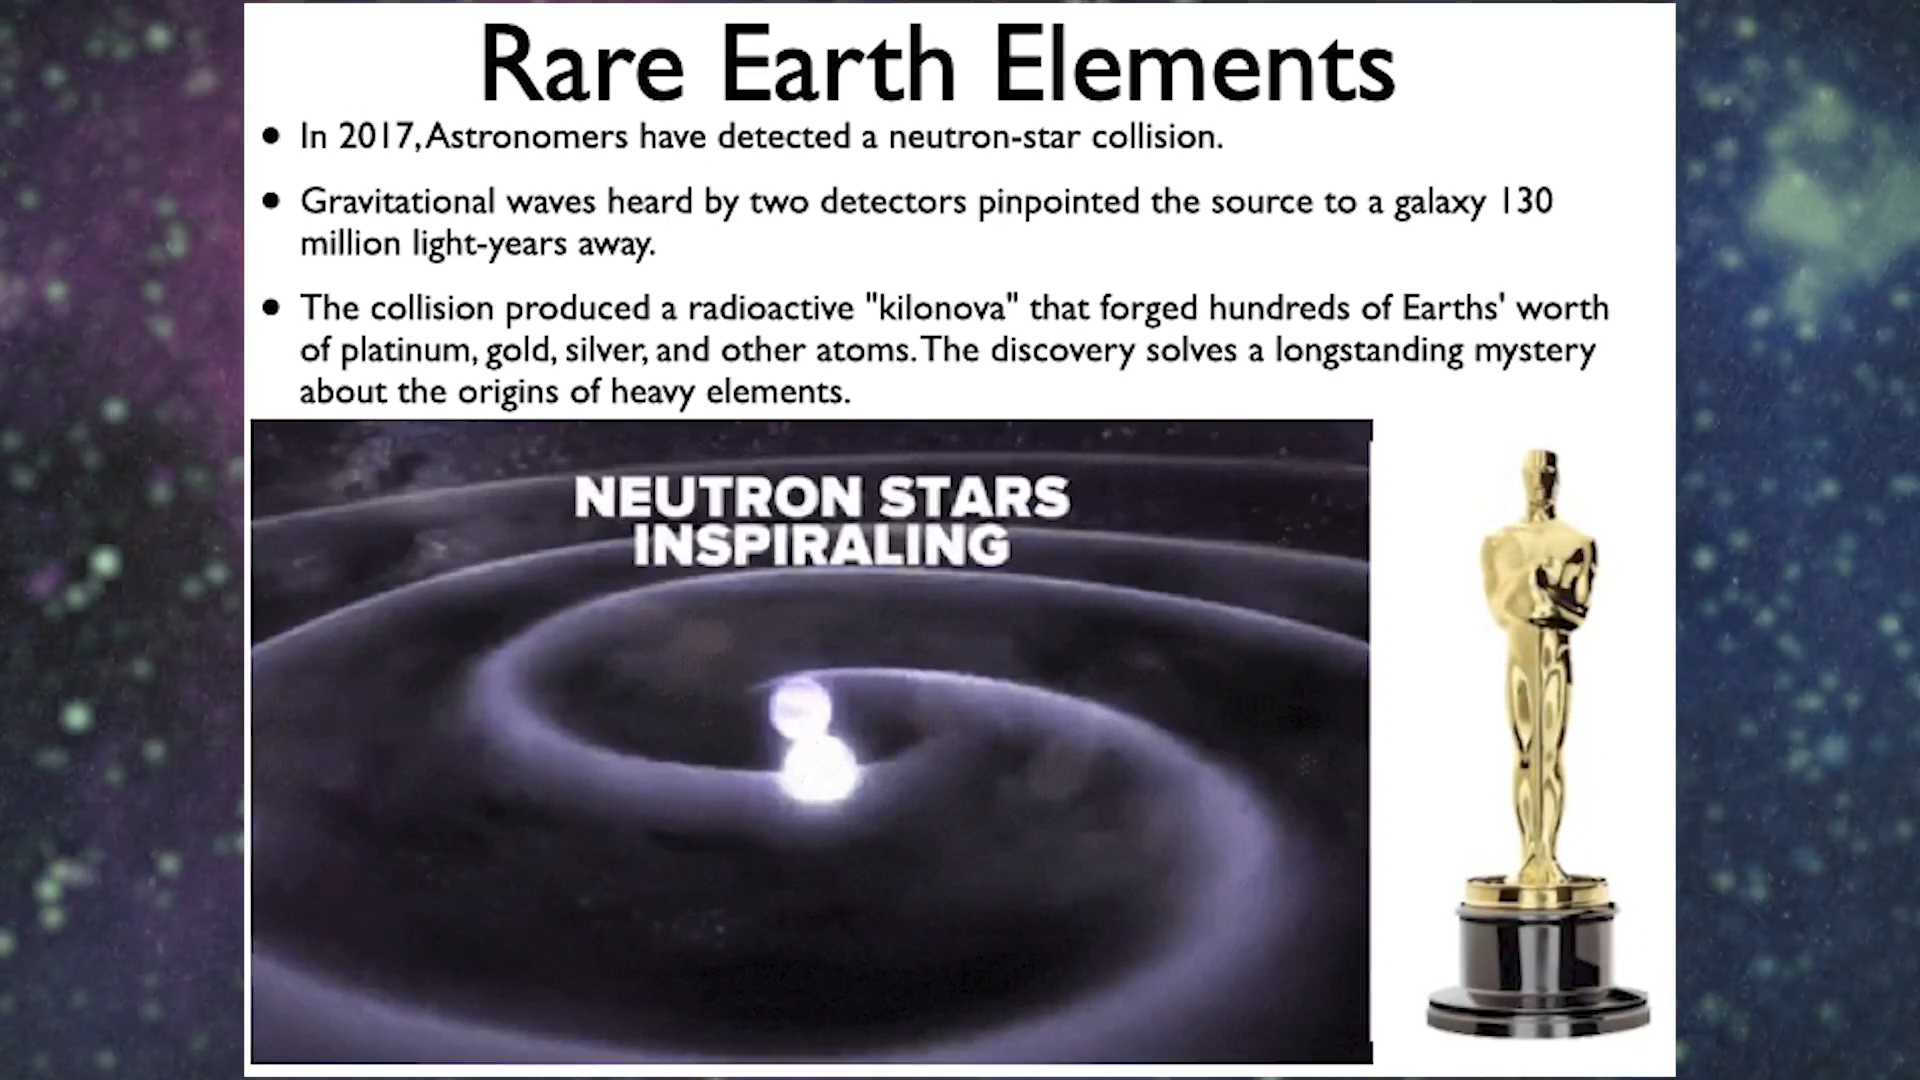 Rare Earth Elements
• In 2017, Astronomers have detected a neutron-star collision.
• Gravitational waves heard by two detectors pinpointed the source to a galaxy 130
million light-years away.
• The collision produced a radioactive "kilonova" that forged hundreds of Earths' worth
of platinum, gold, silver, and other atoms. The discovery solves a longstanding mystery
about the origins of heavy elements.
NEUTRON STARS
INSPIRALING